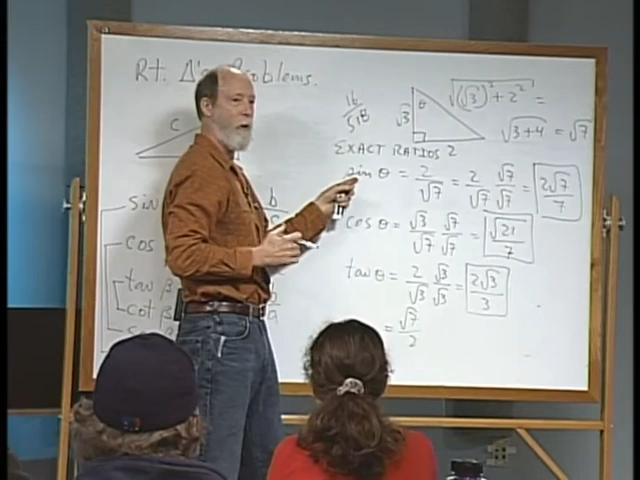 Rt. Δ's Problems.
c
sin
b
cos
tan β
cot β
a
16
√3
θ
2
√(√3)² + 2² =
√3+4 = √7
EXACT RATIOS
sin θ = 2/√7 = 2/√7 √7/√7 = 2√7/7
cos θ = √3/√7 √7/√7 = √21/7
tan θ = 2/√3 √3/√3 = 2√3/3
= √7/2